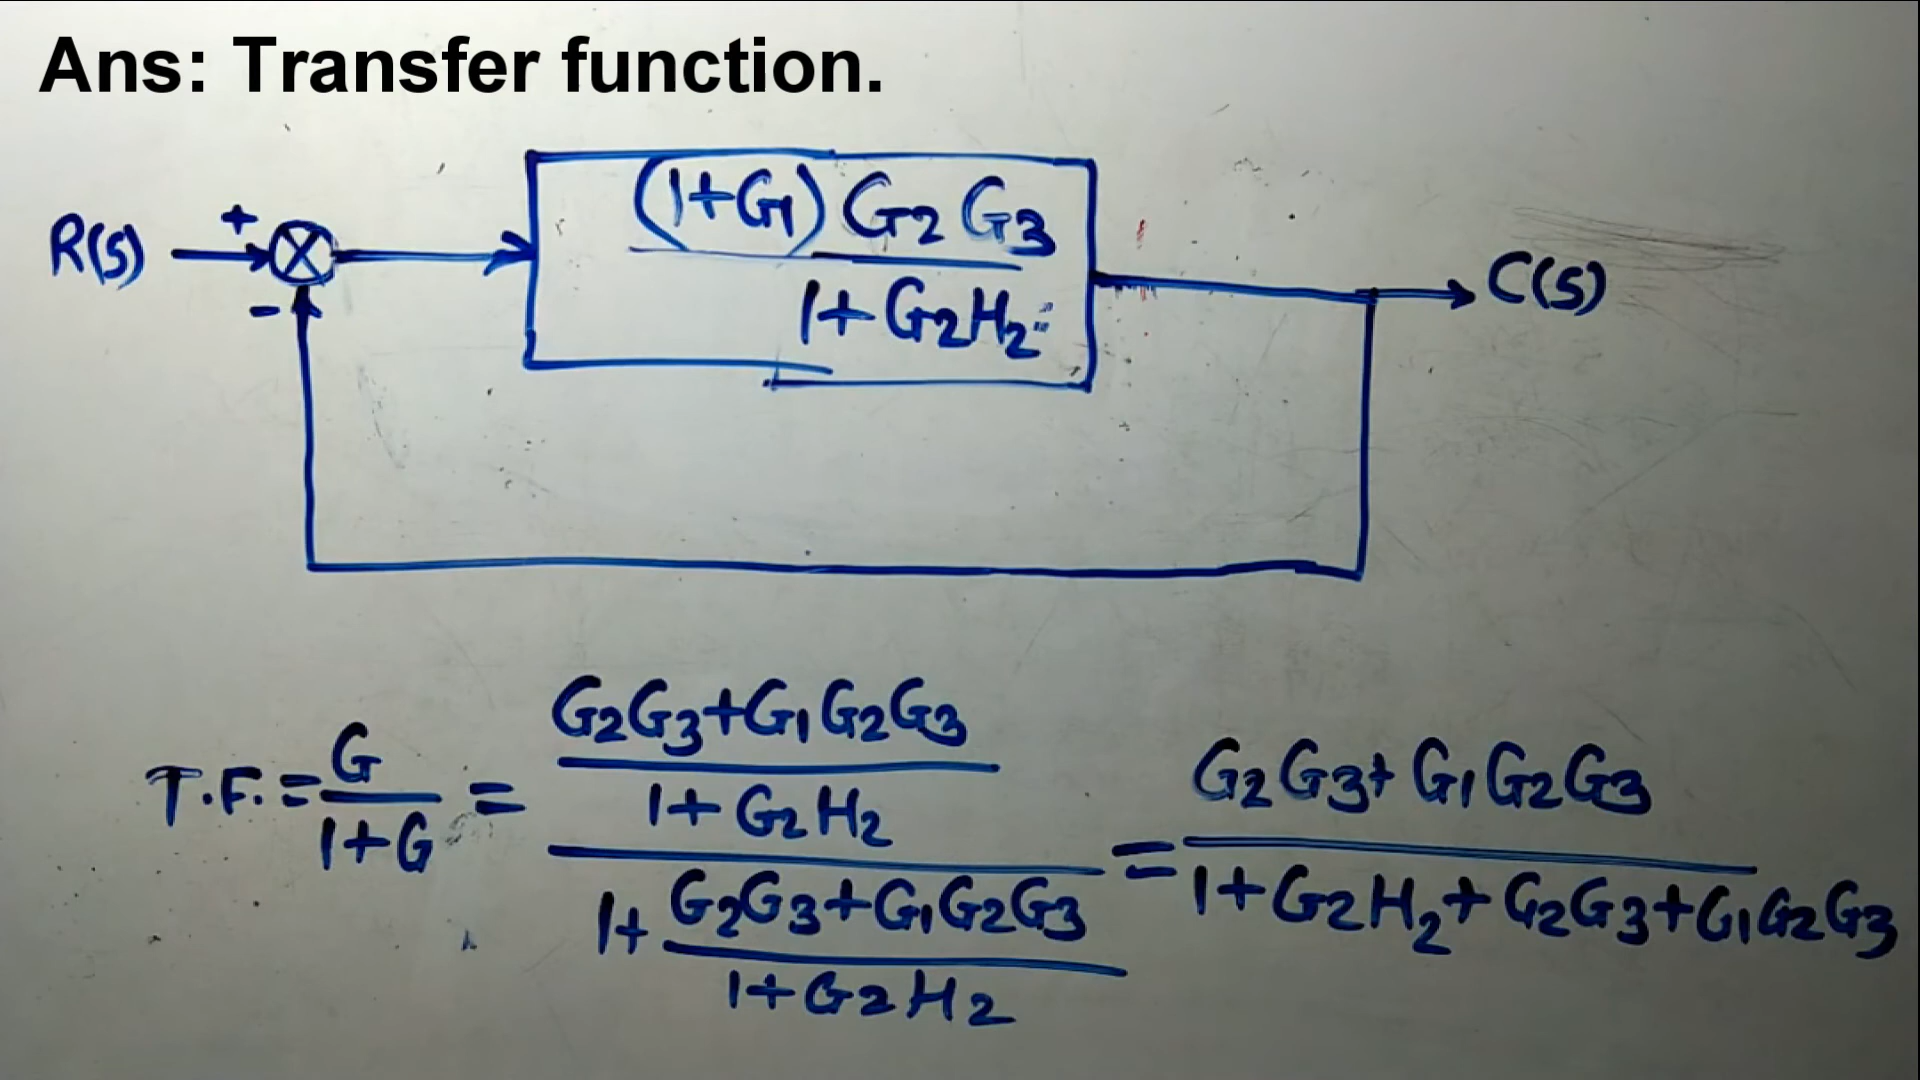 Ans: Transfer function.
(1+G1) G2 G3
1+G2H2
R(S) + -
C(S)
G2G3+G1G2G3
1+G2H2
T.F. = G/1+G = =
1+ G2G3+G1G2G3
1+G2H2
G2G3+G1G2G3
1+G2H2+G2G3+G1G2G3